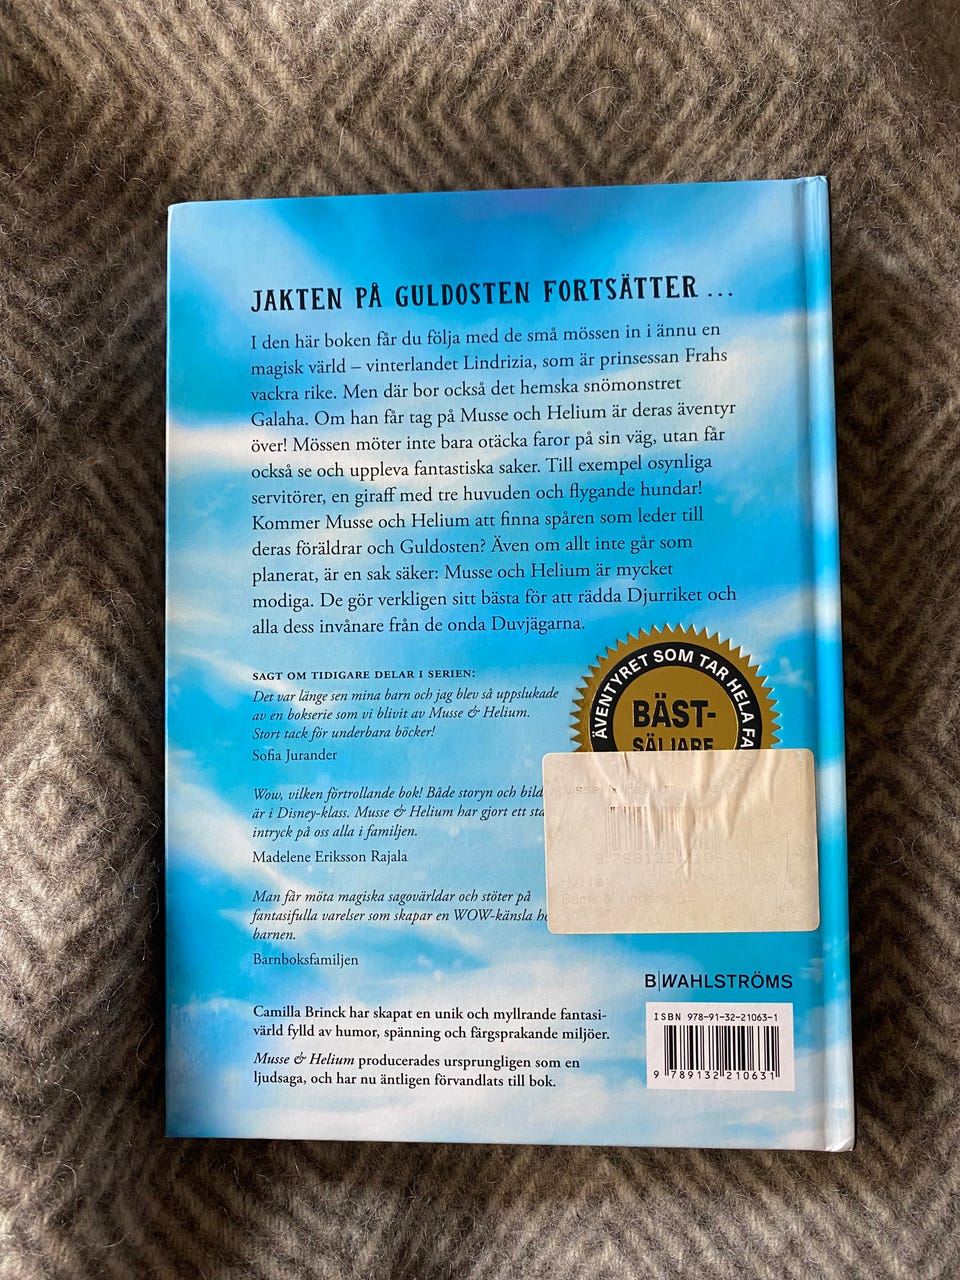 JAKTEN PÅ GULDOSTEN FORTSÄTTER ...
I den här boken får du följa med de små mössen in i ännu en
magisk värld – vinterlandet Lindrizia, som är prinsessan Frahs
vackra rike. Men där bor också det hemska snömonstret
Galaha. Om han får tag på Musse och Helium är deras äventyr
över! Mössen möter inte bara otäcka faror på sin väg, utan får
också se och uppleva fantastiska saker. Till exempel osynliga
servitörer, en giraff med tre huvuden och flygande hundar!
Kommer Musse och Helium att finna spåren som leder till
deras föräldrar och Guldosten? Även om allt inte går som
planerat, är en sak säker: Musse och Helium är mycket
modiga. De gör verkligen sitt bästa för att rädda Djurriket och
alla dess invånare från de onda Duvjägarna.
SAGT OM TIDIGARE DELAR I SERIEN:
Det var länge sen mina barn och jag blev så uppslukade
av en bokserie som vi blivit av Musse & Helium.
Stort tack för underbara böcker!
Sofia Jurander
ÄVENTYRET SOM TAR HELA FA
BÄST-
SÄLJARE
Wow, vilken förtrollande bok! Både storyn och bild
är i Disney-klass. Musse & Helium har gjort ett sta
intryck på oss alla i familjen.
Madelene Eriksson Rajala
Musse & Helium
Hylla
Man får möta magiska sagovärldar och stöter på
fantasifulla varelser som skapar en WOW-känsla h
barnen.
Barnboksfamiljen
B WAHLSTRÖMS
Camilla Brinck har skapat en unik och myllrande fantasi-
värld fylld av humor, spänning och färgsprakande miljöer.
Musse & Helium producerades ursprungligen som en
ljudsaga, och har nu äntligen förvandlats till bok.
ISBN 978-91-32-21063-1
9 789132 210631